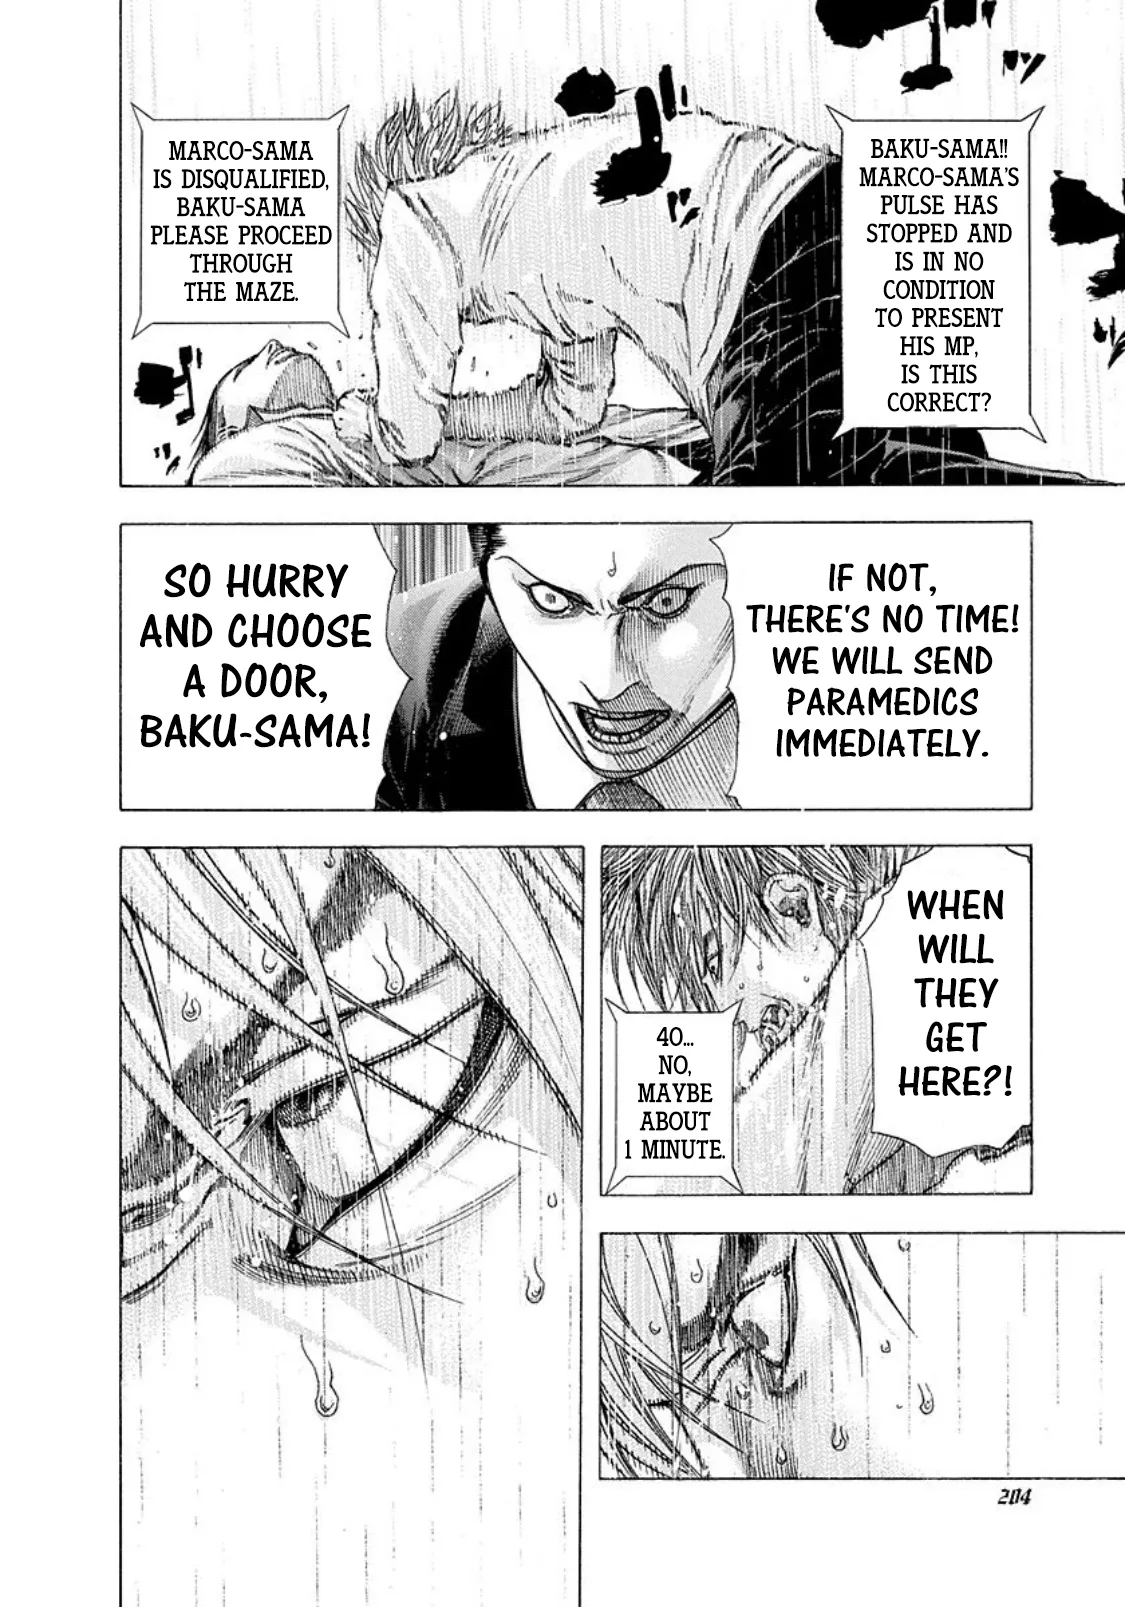 BAKU-SAMA!!
MARCO-SAMA'S
PULSE HAS
STOPPED AND
IS IN NO
CONDITION
TO PRESENT
HIS MP,
IS THIS
CORRECT?
MARCO-SAMA
IS DISQUALIFIED,
BAKU-SAMA
PLEASE PROCEED
THROUGH
THE MAZE.
IF NOT,
THERE'S NO TIME!
WE WILL SEND
PARAMEDICS
IMMEDIATELY.
SO HURRY
AND CHOOSE
A DOOR,
BAKU-SAMA!
WHEN
WILL
THEY
GET
HERE?!
40...
NO,
MAYBE
ABOUT
1 MINUTE.
204